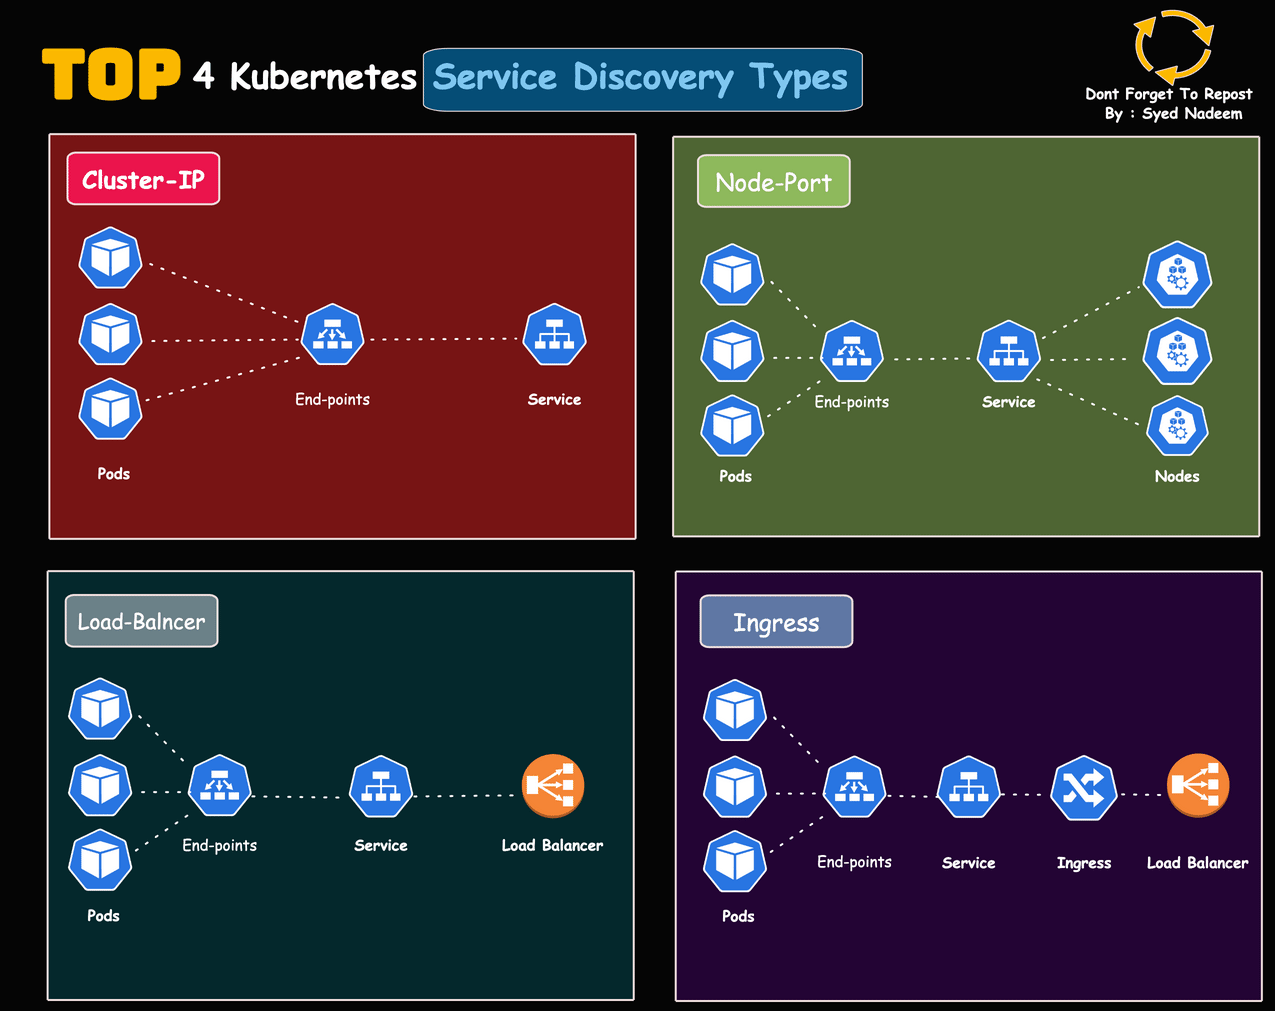 TOP 4 Kubernetes Service Discovery Types
Dont Forget To Repost
By : Syed Nadeem
Cluster-IP
End-points
Service
Pods
Node-Port
End-points
Service
Pods
Nodes
Load-Balncer
End-points
Service
Load Balancer
Pods
Ingress
End-points
Service
Ingress
Load Balancer
Pods